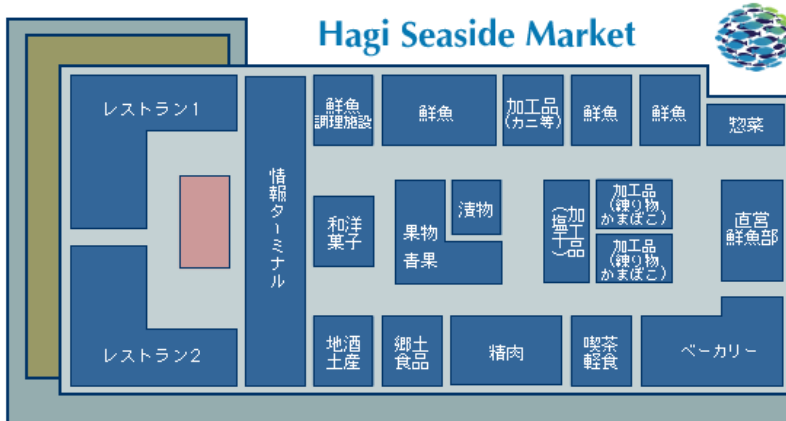 Hagi Seaside Market
レストラン1
情報ターミナル
鮮魚
調理施設
鮮魚
加工品
(カニ等)
鮮魚
鮮魚
惣菜
和洋
菓子
果物
青果
漬物
加工品
(塩干)
加工品
(練り物
かまぼこ)
加工品
(練り物
かまぼこ)
直営
鮮魚部
レストラン2
地酒
土産
郷土
食品
精肉
喫茶
軽食
ベーカリー